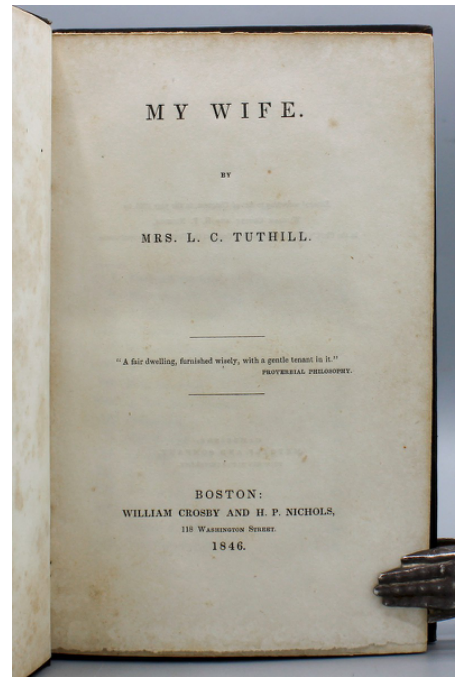 MY WIFE.
BY
MRS. L. C. TUTHILL.
"A fair dwelling, furnished wisely, with a gentle tenant in it."
PROVERBIAL PHILOSOPHY.
BOSTON:
WILLIAM CROSBY AND H. P. NICHOLS,
118 WASHINGTON STREET.
1846.